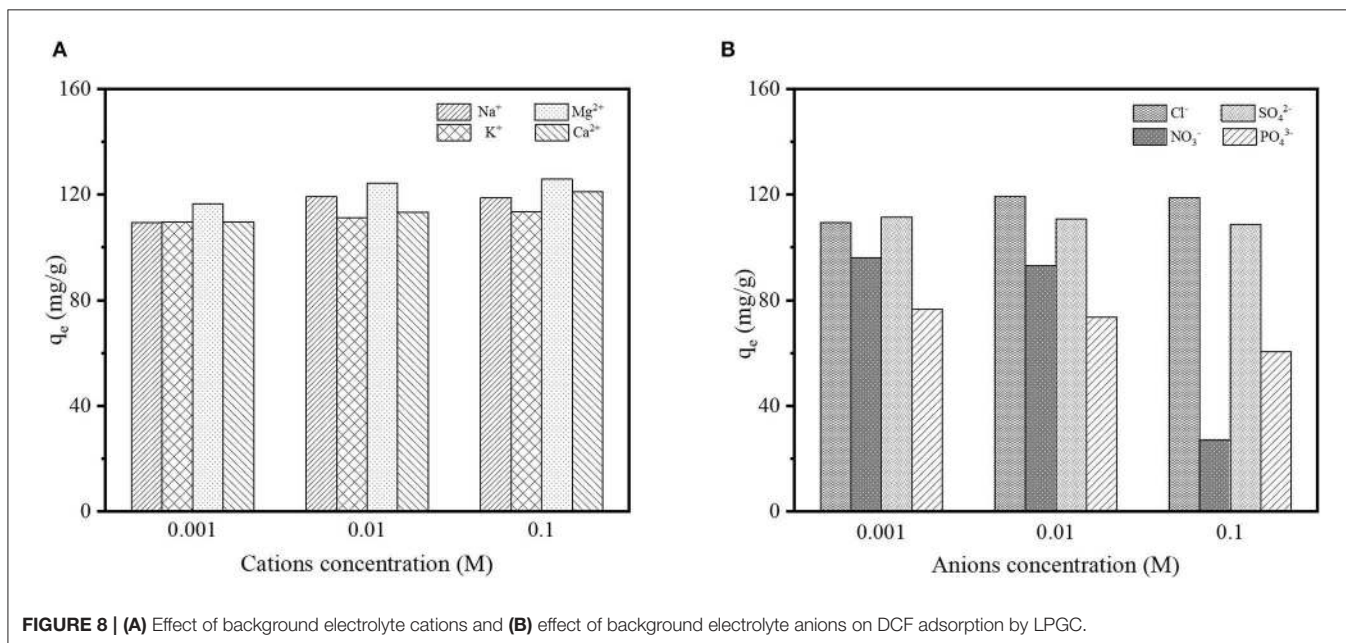 A
160
120
80
40
0
qₑ (mg/g)
Na⁺ Mg²⁺
K⁺ Ca²⁺
0.001 0.01 0.1
Cations concentration (M)
B
160
120
80
40
0
qₑ (mg/g)
Cl⁻ SO₄²⁻
NO₃⁻ PO₄³⁻
0.001 0.01 0.1
Anions concentration (M)
FIGURE 8 | (A) Effect of background electrolyte cations and (B) effect of background electrolyte anions on DCF adsorption by LPGC.